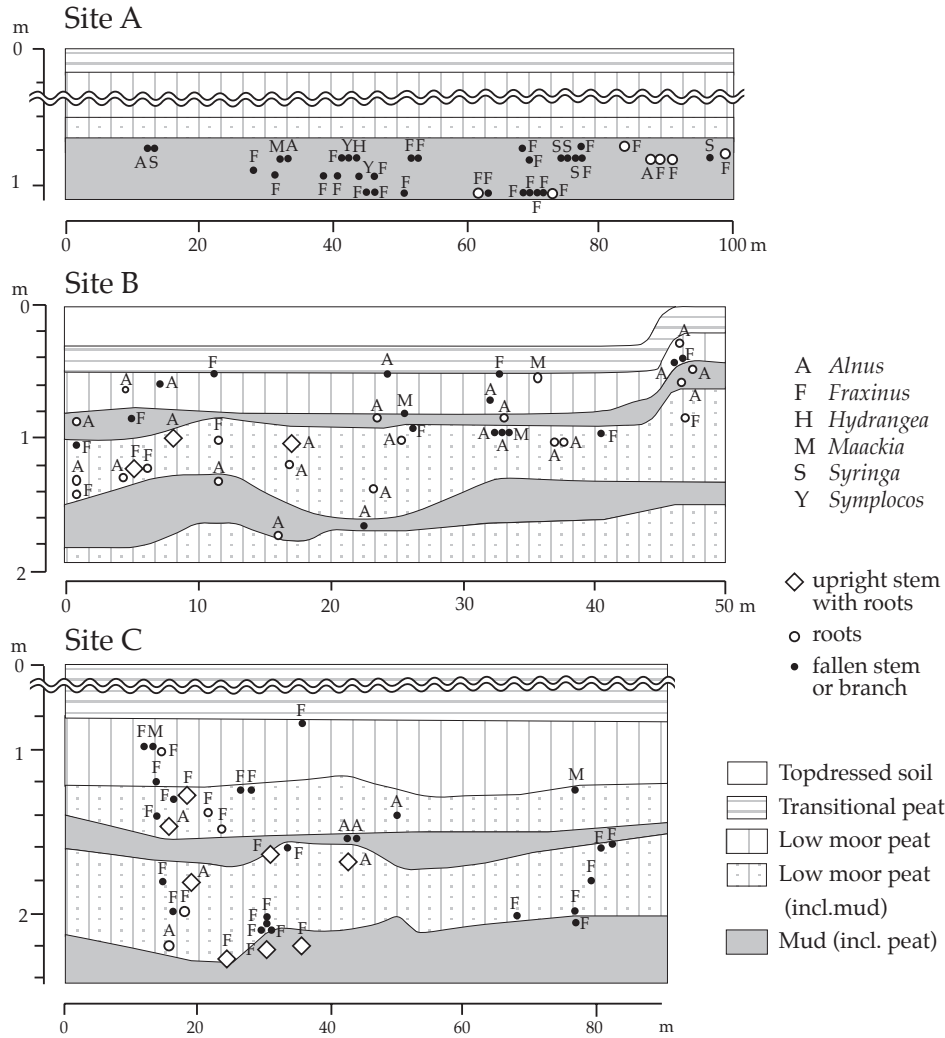 Site A
m
0
1
M A
Y H
F F
S S
F
F
F
F
F
S
A S
F
F
F
Y F
F
F F
F
F
S F
A F F
F
F
F F
F
F F
F
F
0 20 40 60 80 100 m
Site B
m
0
1
2
A
A
F
A
F
M
A
F
A
A
A
A
F
A
A
M
A
A
F
F
A
F
F
A
F
F
A
F
A
A
A
A
F
A
A
M
A
A
F
A
A
0 10 20 30 40 50 m
A Alnus
F Fraxinus
H Hydrangea
M Maackia
S Syringa
Y Symplocos
upright stem
with roots
roots
fallen stem
or branch
Site C
m
0
1
2
F
F M
F
F
F
F F
M
F
F
F
A
F
F
A
A A
F
F
F
A
F F
A
F
F
F
F
F
F
A
F
F F
F
F
F
F
F
0 20 40 60 80 m
Topdressed soil
Transitional peat
Low moor peat
Low moor peat
(incl.mud)
Mud (incl. peat)